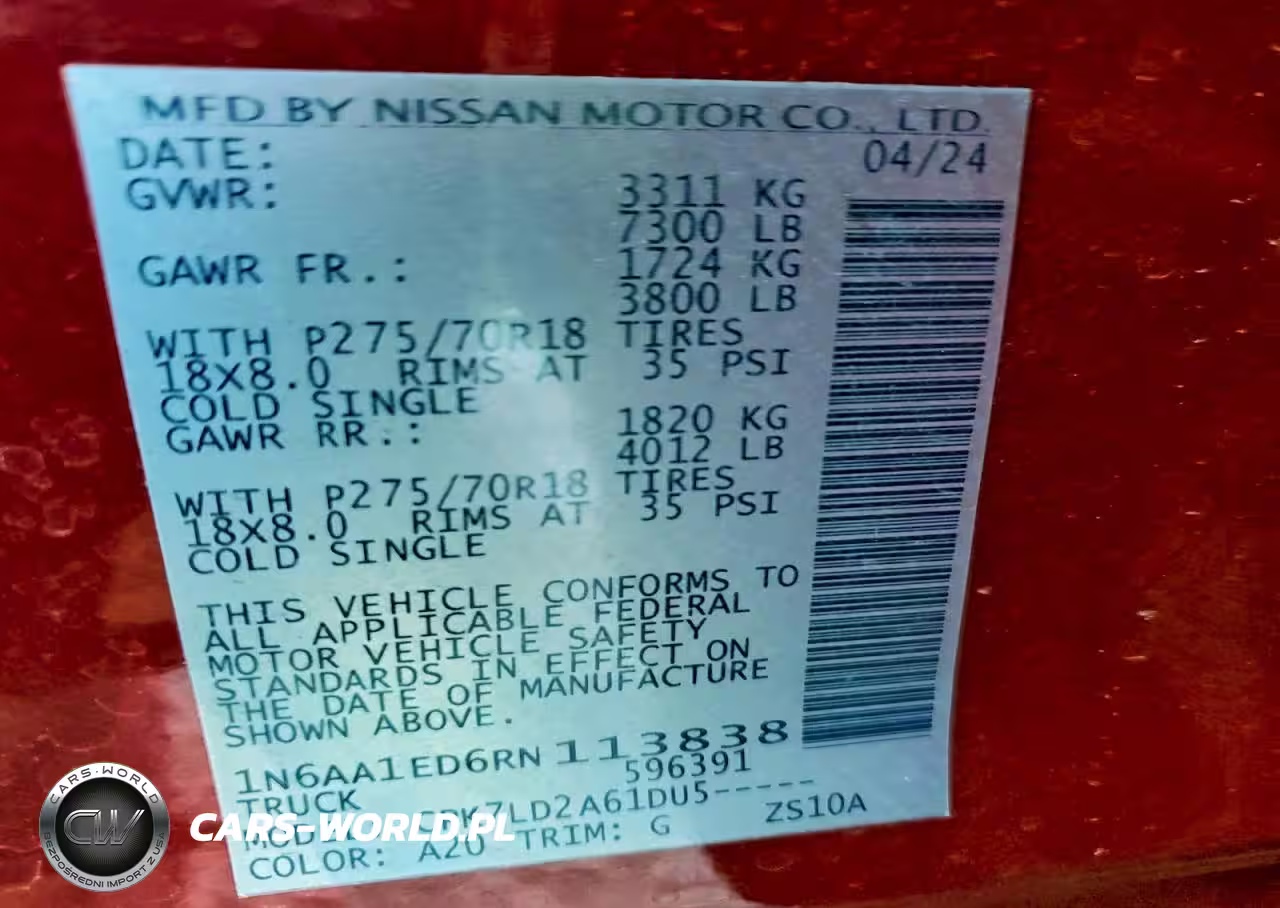 MFD BY NISSAN MOTOR CO., LTD.
DATE: 04/24
GVWR: 3311 KG
7300 LB
GAWR FR.: 1724 KG
3800 LB
WITH P275/70R18 TIRES
18X8.0 RIMS AT 35 PSI
COLD SINGLE
GAWR RR.: 1820 KG
4012 LB
WITH P275/70R18 TIRES
18X8.0 RIMS AT 35 PSI
COLD SINGLE
THIS VEHICLE CONFORMS TO
ALL APPLICABLE FEDERAL
MOTOR VEHICLE SAFETY
STANDARDS IN EFFECT ON
THE DATE OF MANUFACTURE
SHOWN ABOVE.
1N6AA1ED6RN113838
TRUCK 596391
COLOR: A20 TRIM: G ZS10A
CARS-WORLD
CW
BEZPOŚREDNI IMPORT Z USA
CARS-WORLD.PL